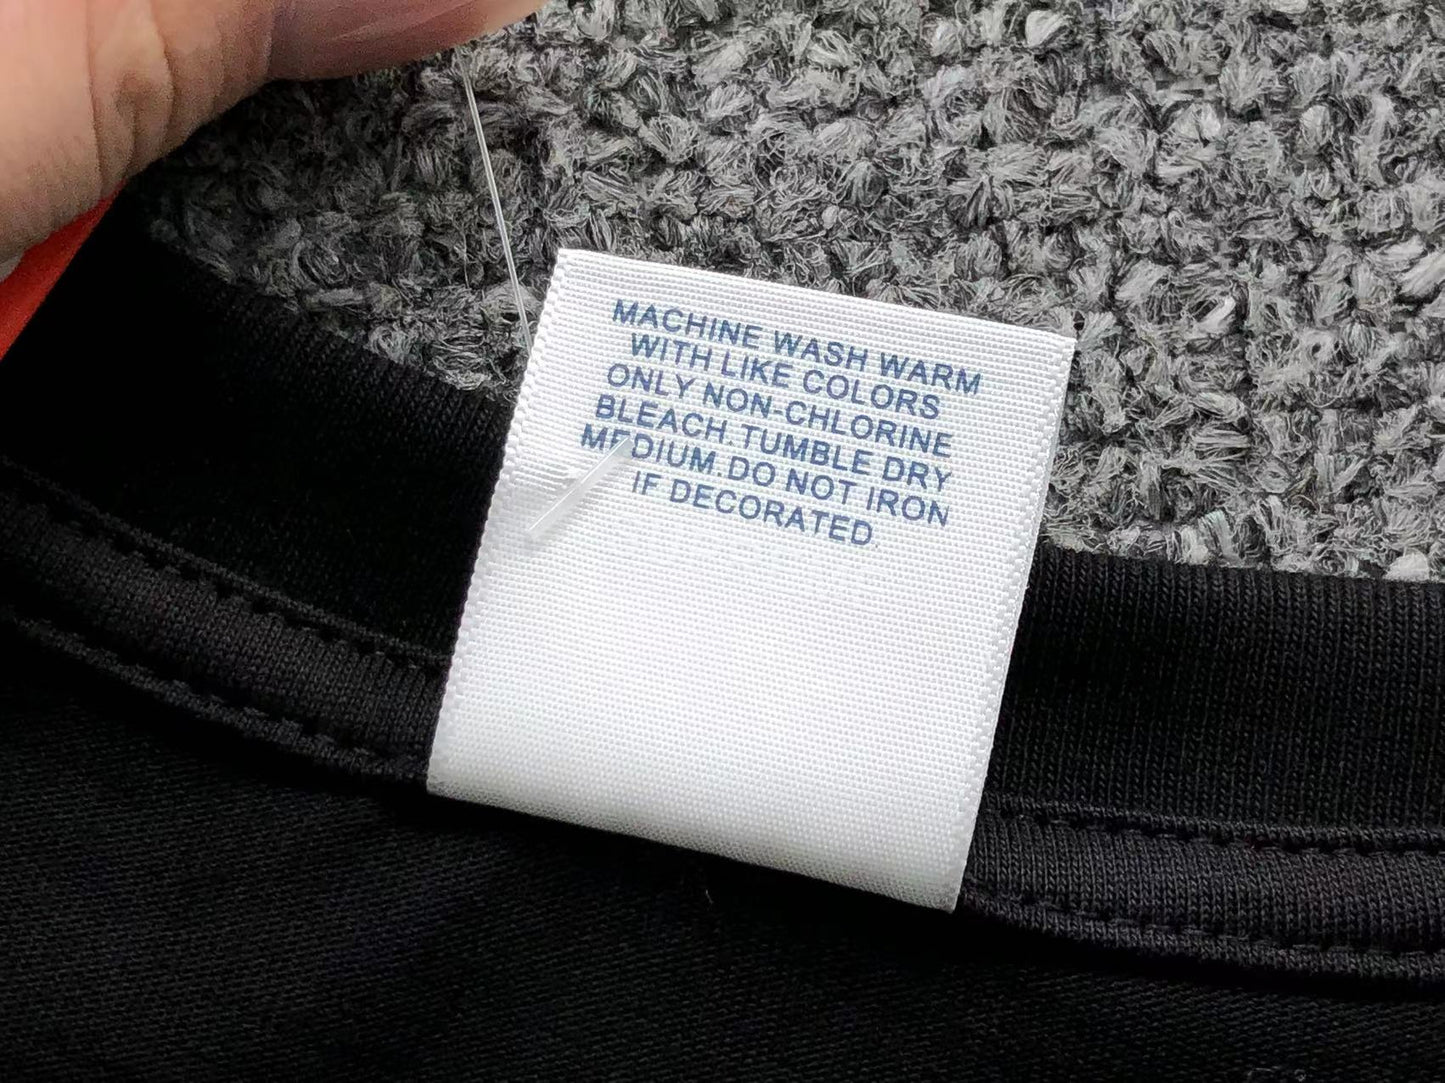 MACHINE WASH WARM
WITH LIKE COLORS
ONLY NON-CHLORINE
BLEACH.TUMBLE DRY
MEDIUM.DO NOT IRON
IF DECORATED